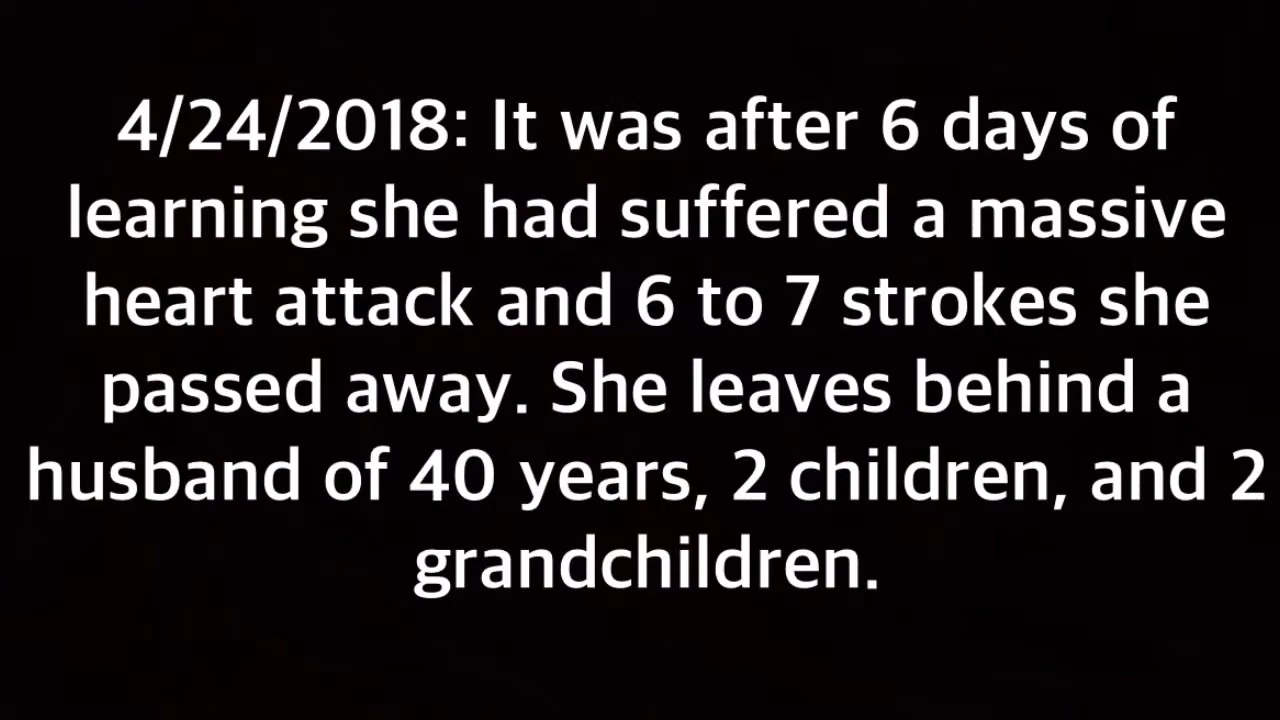 4/24/2018: It was after 6 days of
learning she had suffered a massive
heart attack and 6 to 7 strokes she
passed away. She leaves behind a
husband of 40 years, 2 children, and 2
grandchildren.